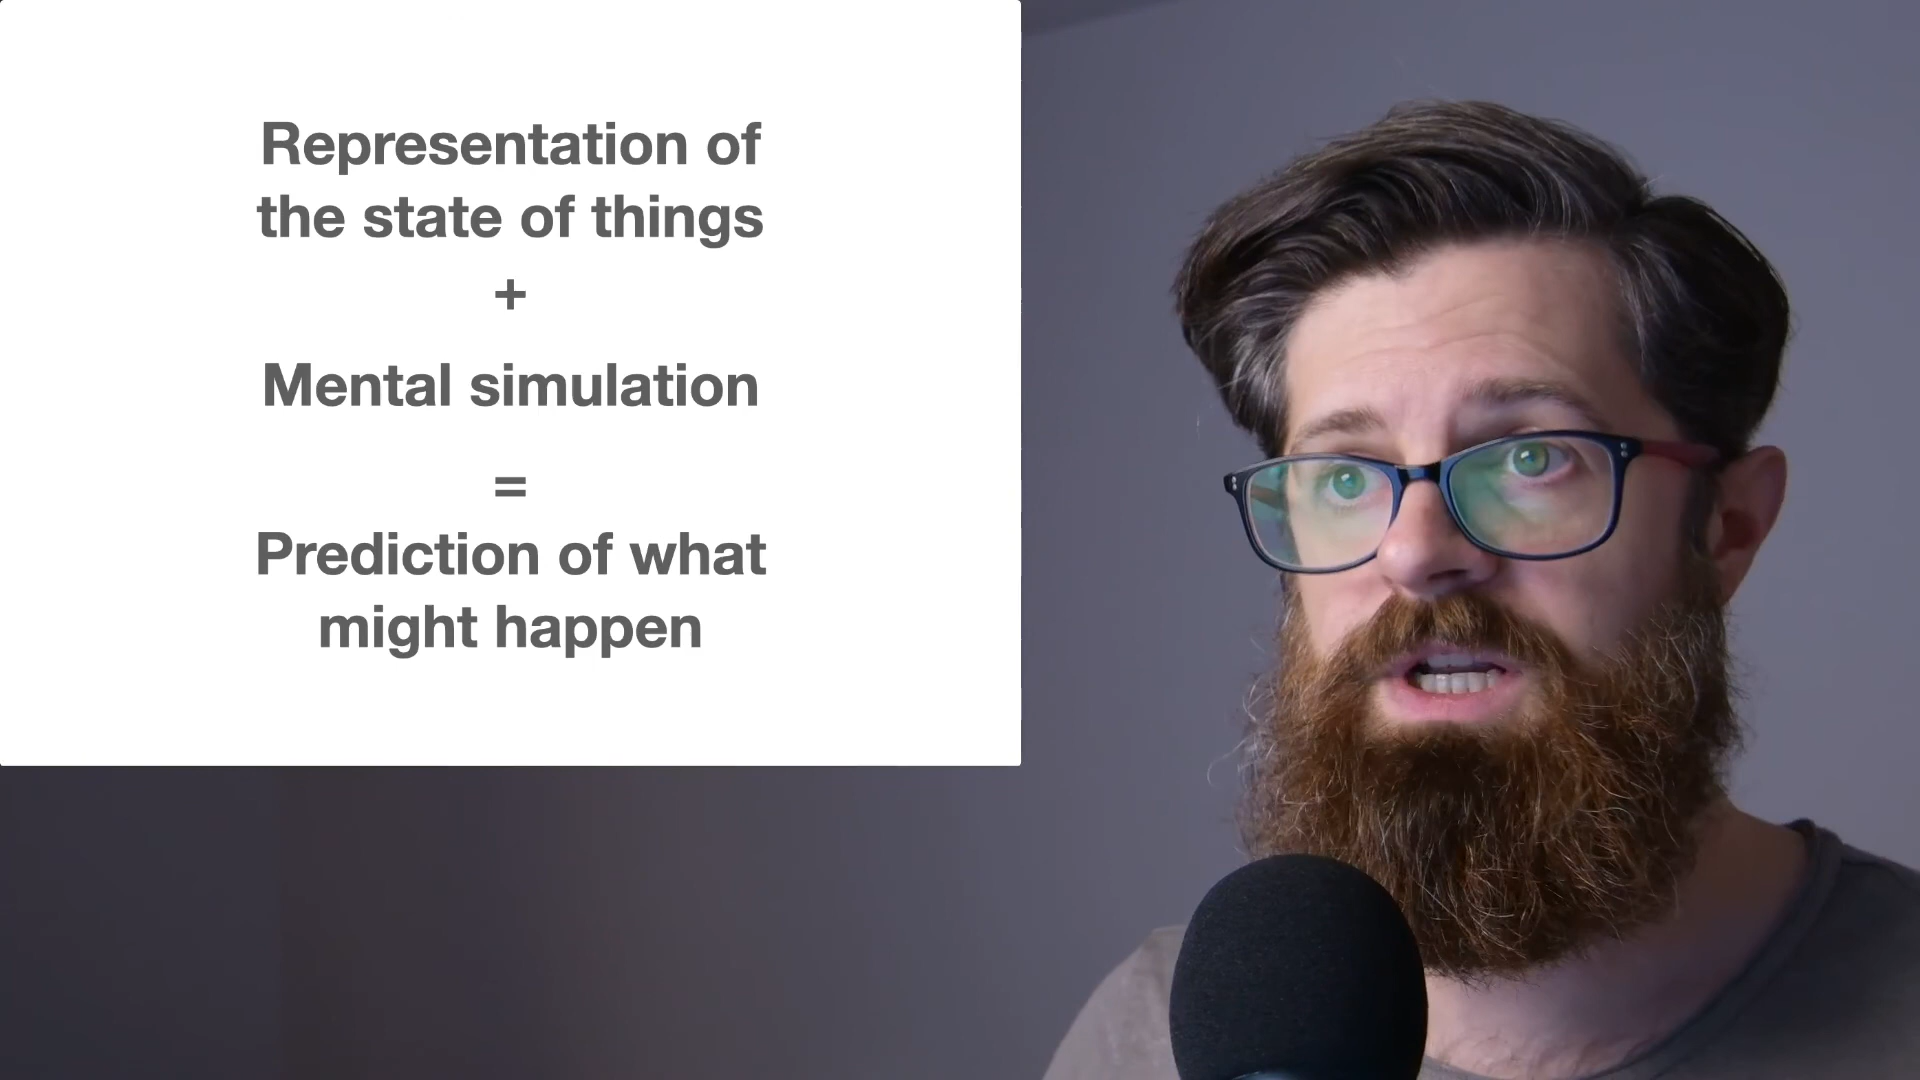 Representation of
the state of things
+
Mental simulation
=
Prediction of what
might happen